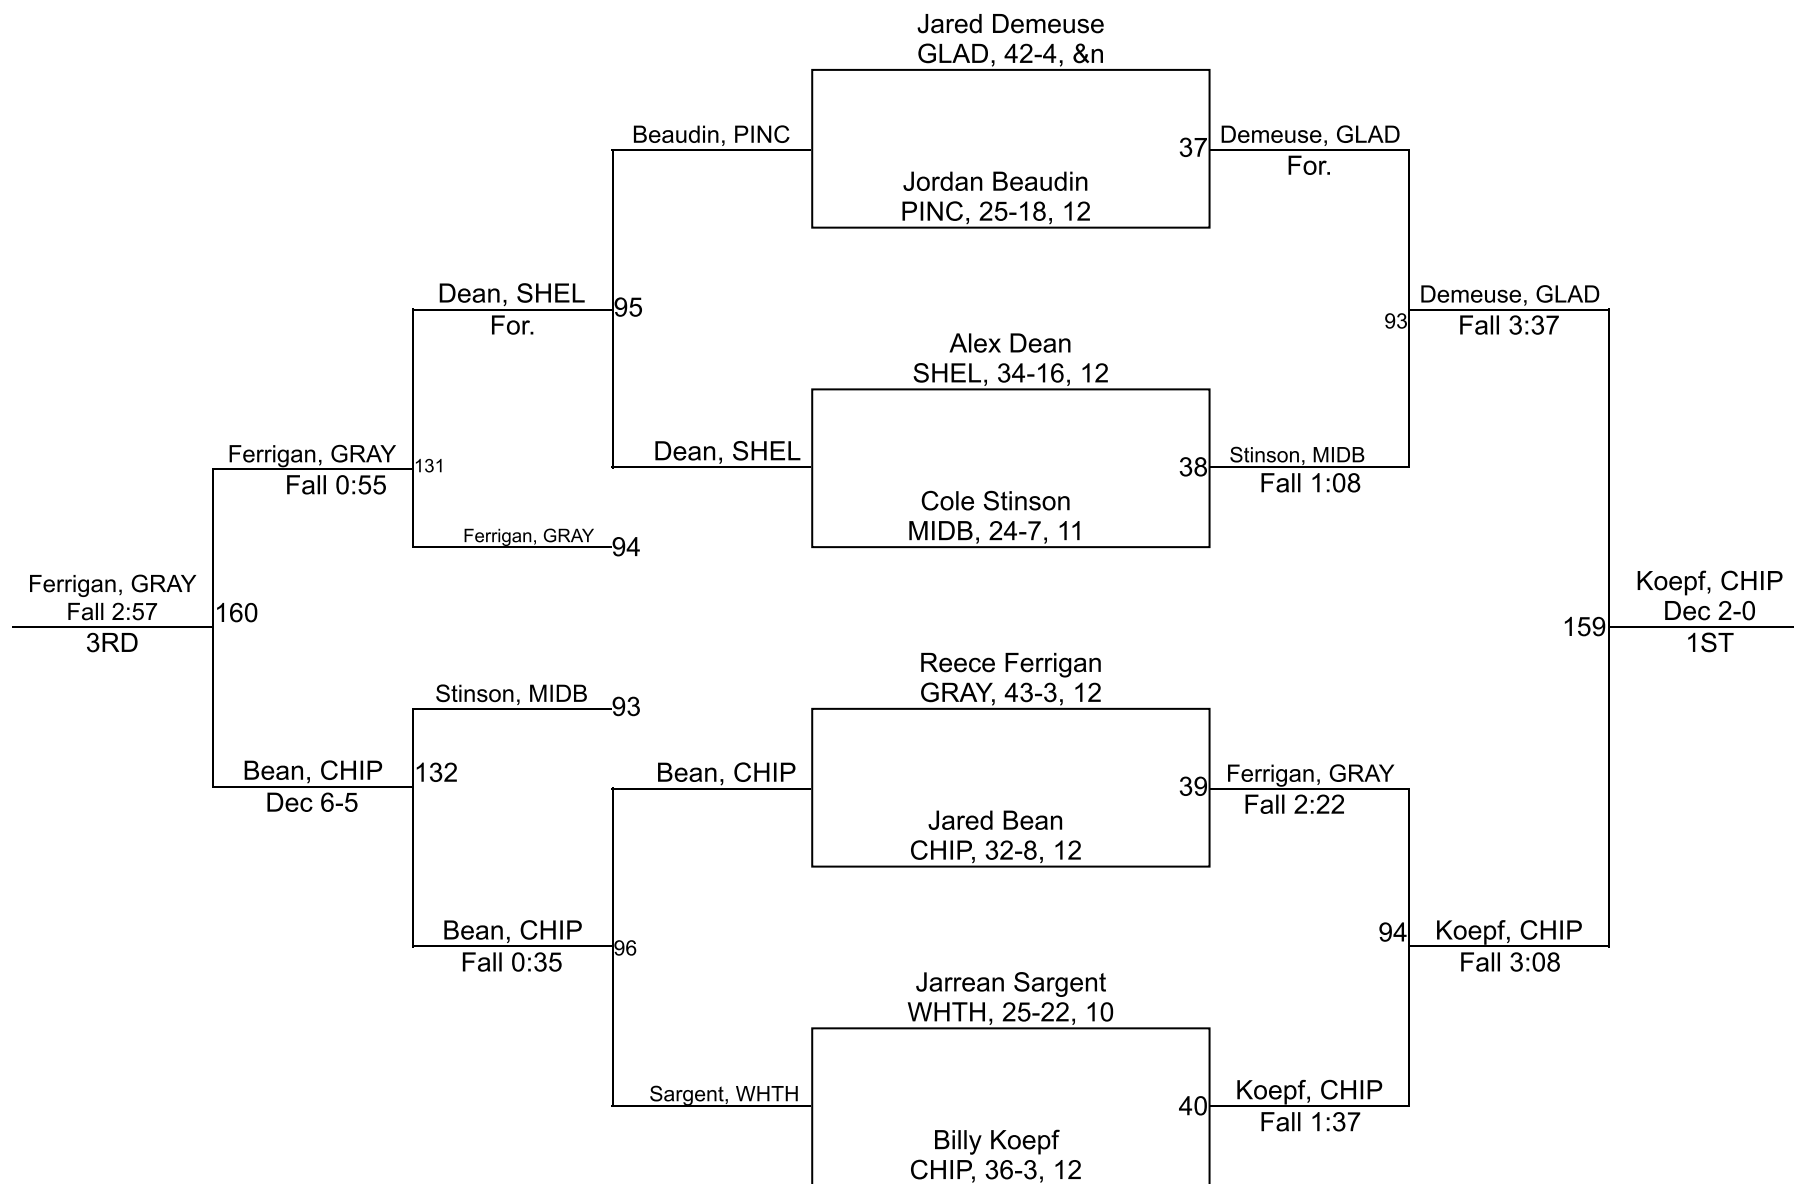 Jared Demeuse
GLAD, 42-4, &n
Beaudin, PINC
37
Demeuse, GLAD
For.
Jordan Beaudin
PINC, 25-18, 12
Dean, SHEL
For.
95
Demeuse, GLAD
Fall 3:37
93
Alex Dean
SHEL, 34-16, 12
Ferrigan, GRAY
Fall 0:55
131
Dean, SHEL
38
Stinson, MIDB
Fall 1:08
Cole Stinson
MIDB, 24-7, 11
Ferrigan, GRAY
94
Ferrigan, GRAY
Fall 2:57
3RD
160
159
Koepf, CHIP
Dec 2-0
1ST
Reece Ferrigan
GRAY, 43-3, 12
Stinson, MIDB
93
Bean, CHIP
Dec 6-5
132
Bean, CHIP
39
Ferrigan, GRAY
Fall 2:22
Jared Bean
CHIP, 32-8, 12
Bean, CHIP
Fall 0:35
96
94
Koepf, CHIP
Fall 3:08
Jarrean Sargent
WHTH, 25-22, 10
Sargent, WHTH
40
Koepf, CHIP
Fall 1:37
Billy Koepf
CHIP, 36-3, 12